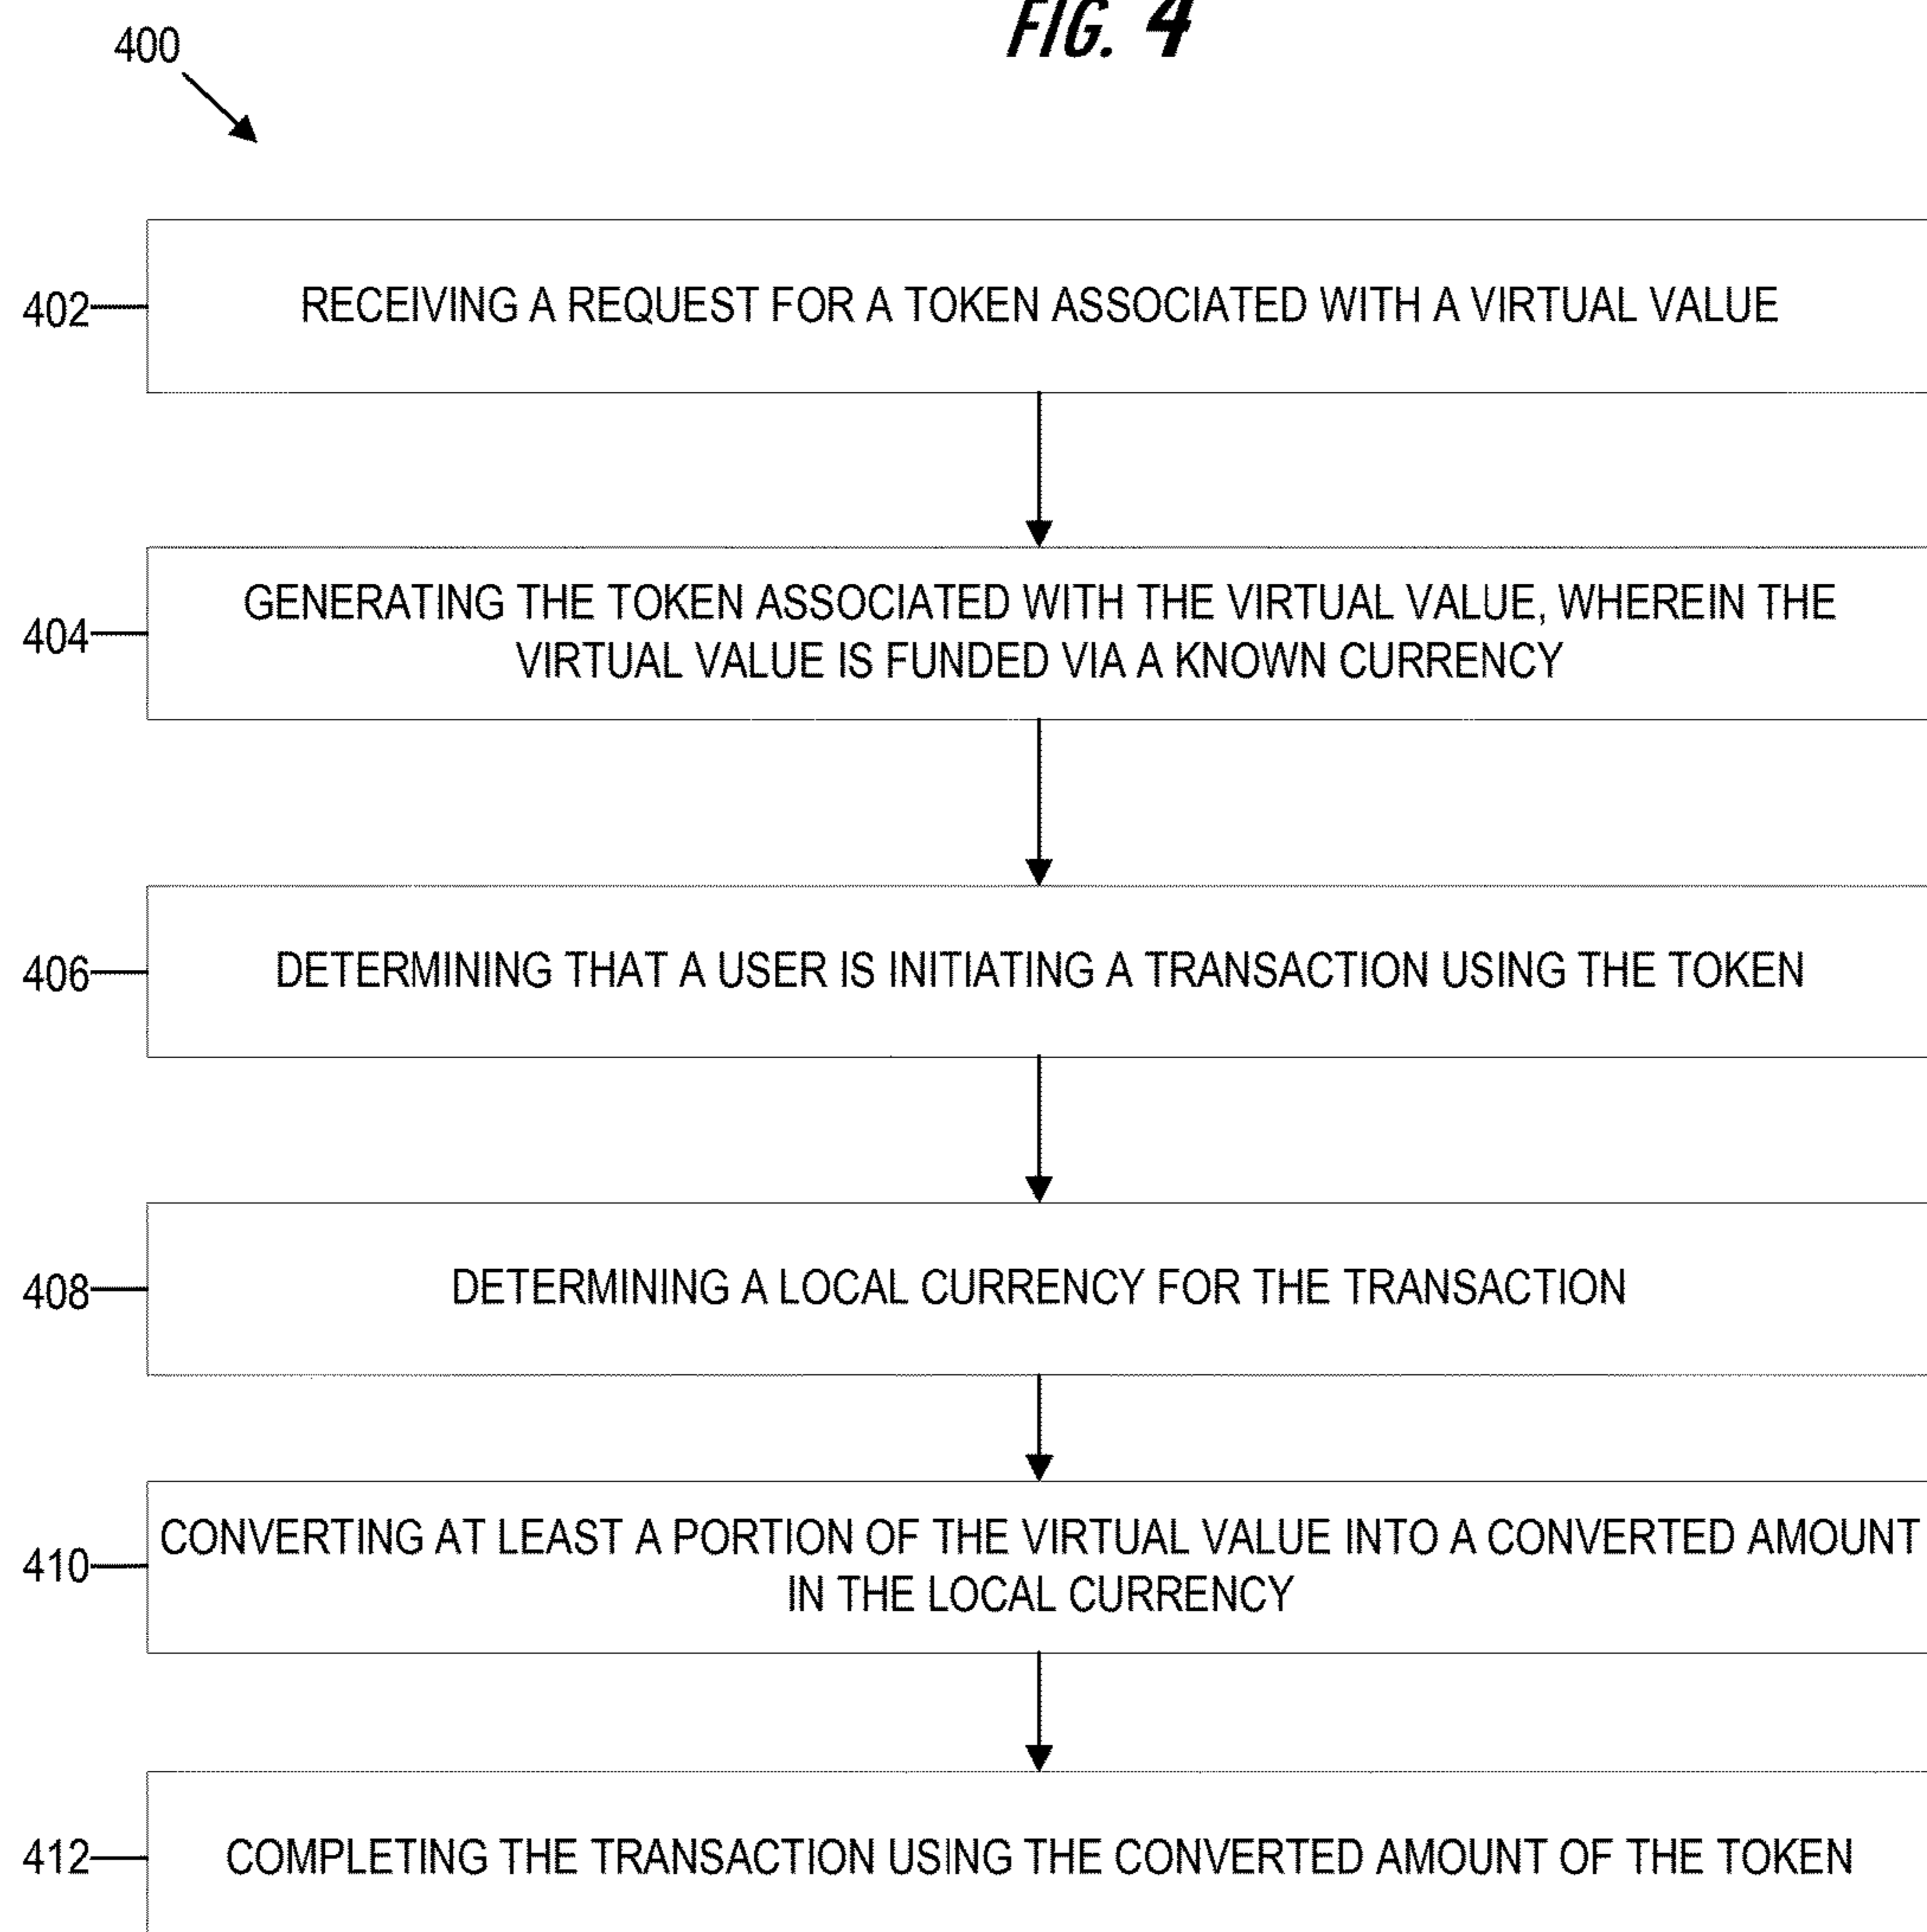 FIG. 4
400
402
RECEIVING A REQUEST FOR A TOKEN ASSOCIATED WITH A VIRTUAL VALUE
404
GENERATING THE TOKEN ASSOCIATED WITH THE VIRTUAL VALUE, WHEREIN THE
VIRTUAL VALUE IS FUNDED VIA A KNOWN CURRENCY
406
DETERMINING THAT A USER IS INITIATING A TRANSACTION USING THE TOKEN
408
DETERMINING A LOCAL CURRENCY FOR THE TRANSACTION
410
CONVERTING AT LEAST A PORTION OF THE VIRTUAL VALUE INTO A CONVERTED AMOUNT
IN THE LOCAL CURRENCY
412
COMPLETING THE TRANSACTION USING THE CONVERTED AMOUNT OF THE TOKEN